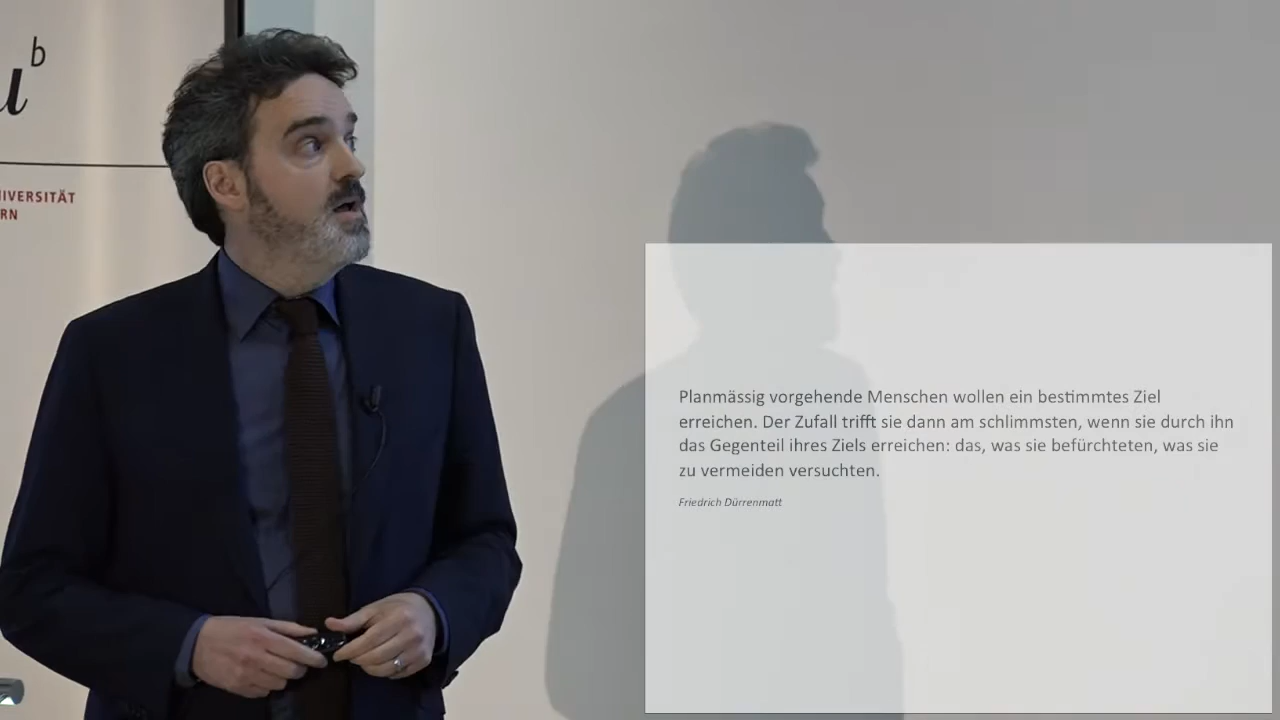 u
b
NIVERSITÄT
RN
Planmässig vorgehende Menschen wollen ein bestimmtes Ziel
erreichen. Der Zufall trifft sie dann am schlimmsten, wenn sie durch ihn
das Gegenteil ihres Ziels erreichen: das, was sie befürchteten, was sie
zu vermeiden versuchten.
Friedrich Dürrenmatt